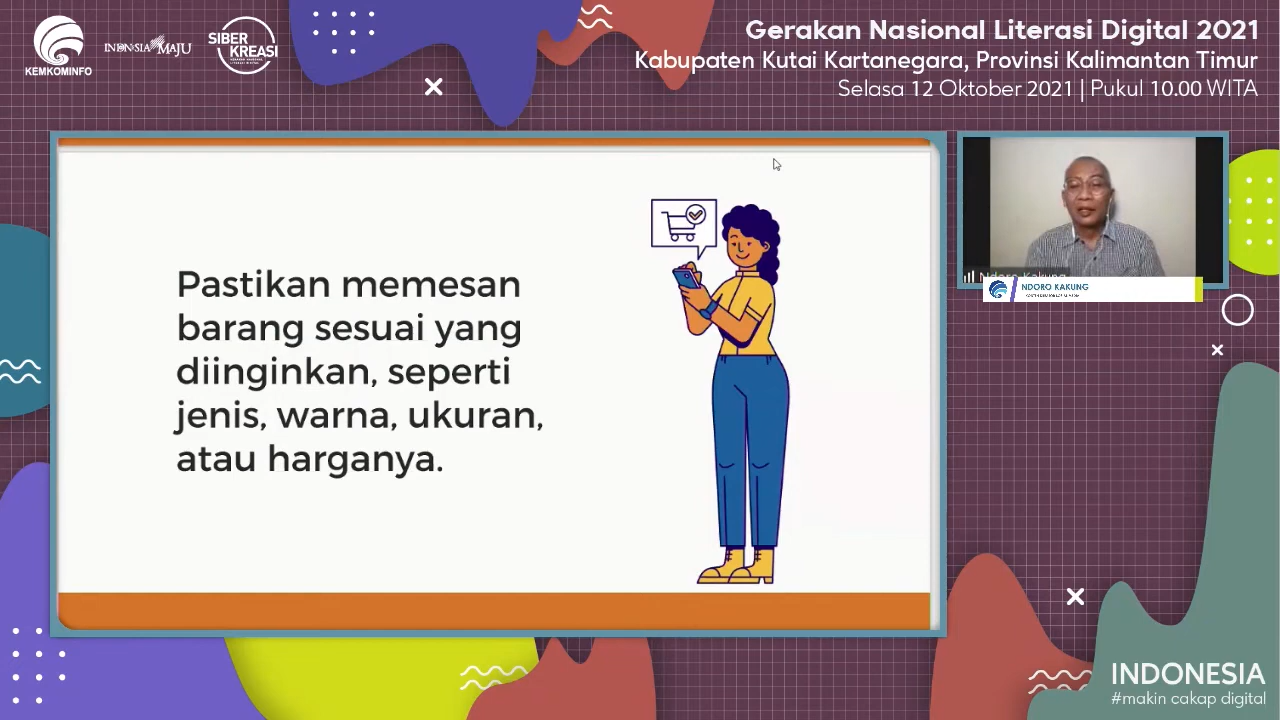 KEMKOMINFO
INDONESIA MAJU
SIBER KREASI
Gerakan Nasional Literasi Digital 2021
Kabupaten Kutai Kartanegara, Provinsi Kalimantan Timur
Selasa 12 Oktober 2021 | Pukul 10.00 WITA
Pastikan memesan
barang sesuai yang
diinginkan, seperti
jenis, warna, ukuran,
atau harganya.
Ndoro Kakung
NDORO KAKUNG
INDONESIA
#makin cakap digital